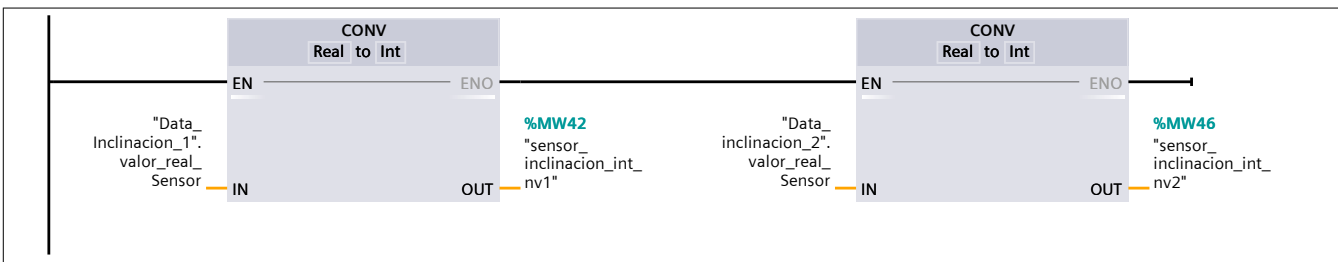 CONV
Real to Int
EN
ENO
"Data_
Inclinacion_1".
valor_real_
Sensor
IN
OUT
%MW42
"sensor_
inclinacion_int_
nv1"
CONV
Real to Int
EN
ENO
"Data_
inclinacion_2".
valor_real_
Sensor
IN
OUT
%MW46
"sensor_
inclinacion_int_
nv2"